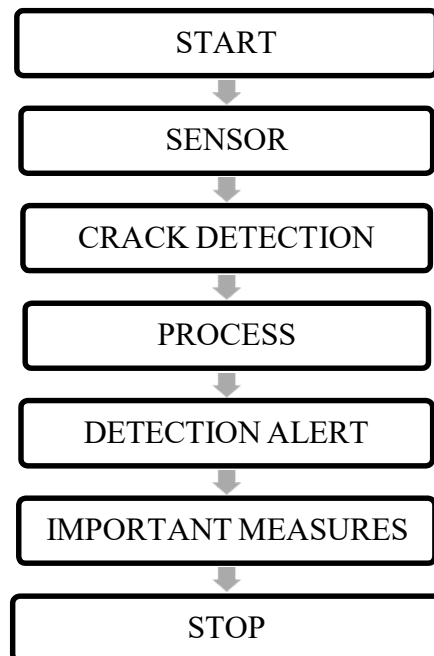 START
SENSOR
CRACK DETECTION
PROCESS
DETECTION ALERT
IMPORTANT MEASURES
STOP